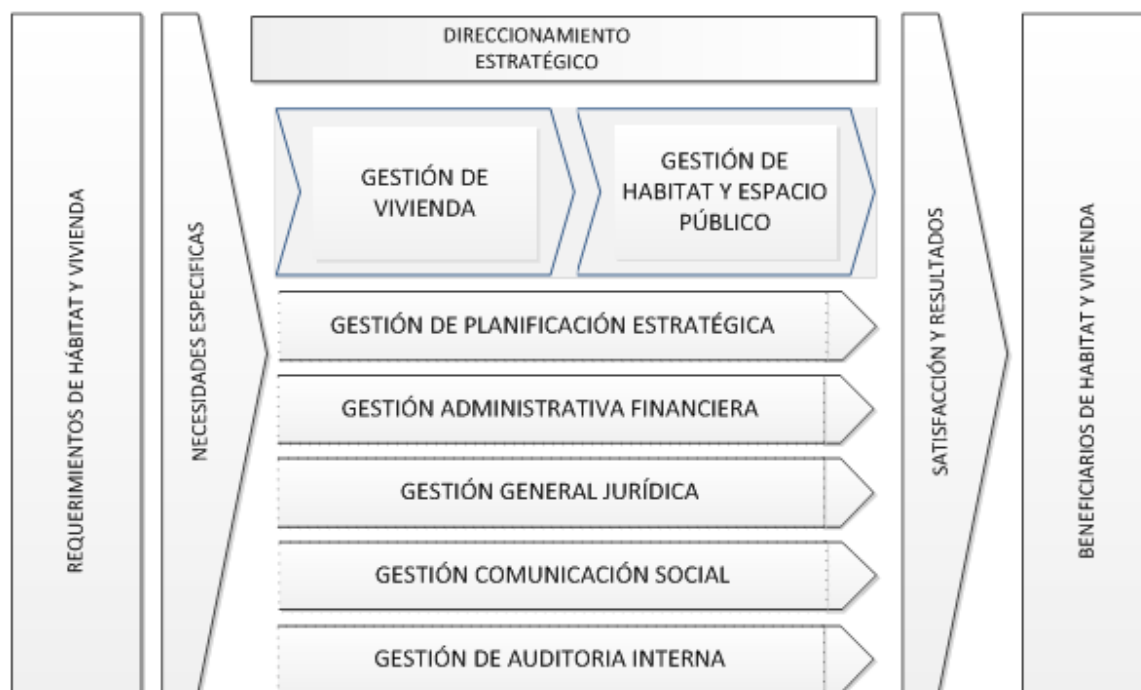 REQUERIMIENTOS DE HÁBITAT Y VIVIENDA
NECESIDADES ESPECIFICAS
DIRECCIONAMIENTO
ESTRATÉGICO
GESTIÓN DE
VIVIENDA
GESTIÓN DE
HABITAT Y ESPACIO
PÚBLICO
GESTIÓN DE PLANIFICACIÓN ESTRATÉGICA
GESTIÓN ADMINISTRATIVA FINANCIERA
GESTIÓN GENERAL JURÍDICA
GESTIÓN COMUNICACIÓN SOCIAL
GESTIÓN DE AUDITORIA INTERNA
SATISFACCIÓN Y RESULTADOS
BENEFICIARIOS DE HABITAT Y VIVIENDA